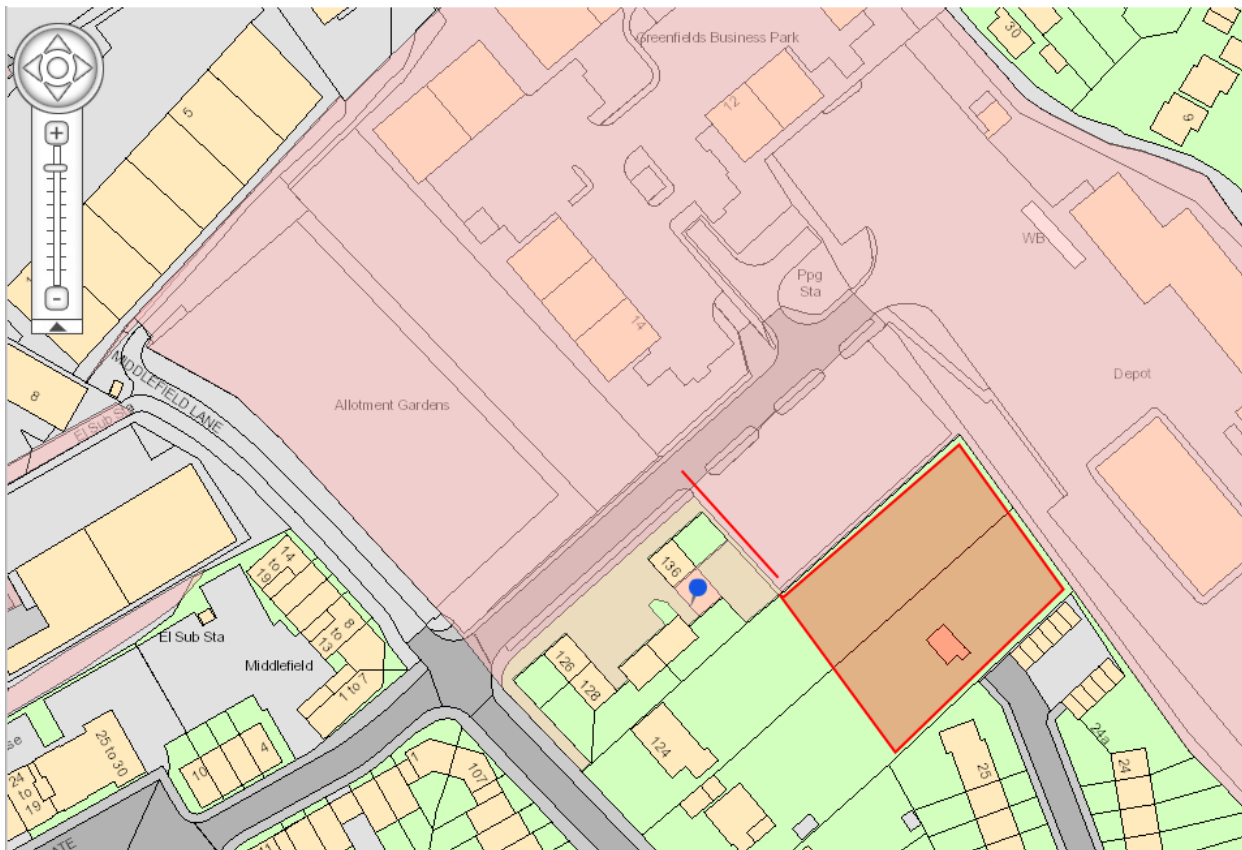 Greenfields Business Park
30
5
12
9
WB
Ppg
Sta
14
Depot
MIDDLEFIELD LANE
Allotment Gardens
8
El Sub Sta
136
14
to
19
8
to
13
El Sub Sta
Middlefield
1 to 7
126
128
124
25 to 30
4
10
24
to
19
1
107
25
24a
24
+
-